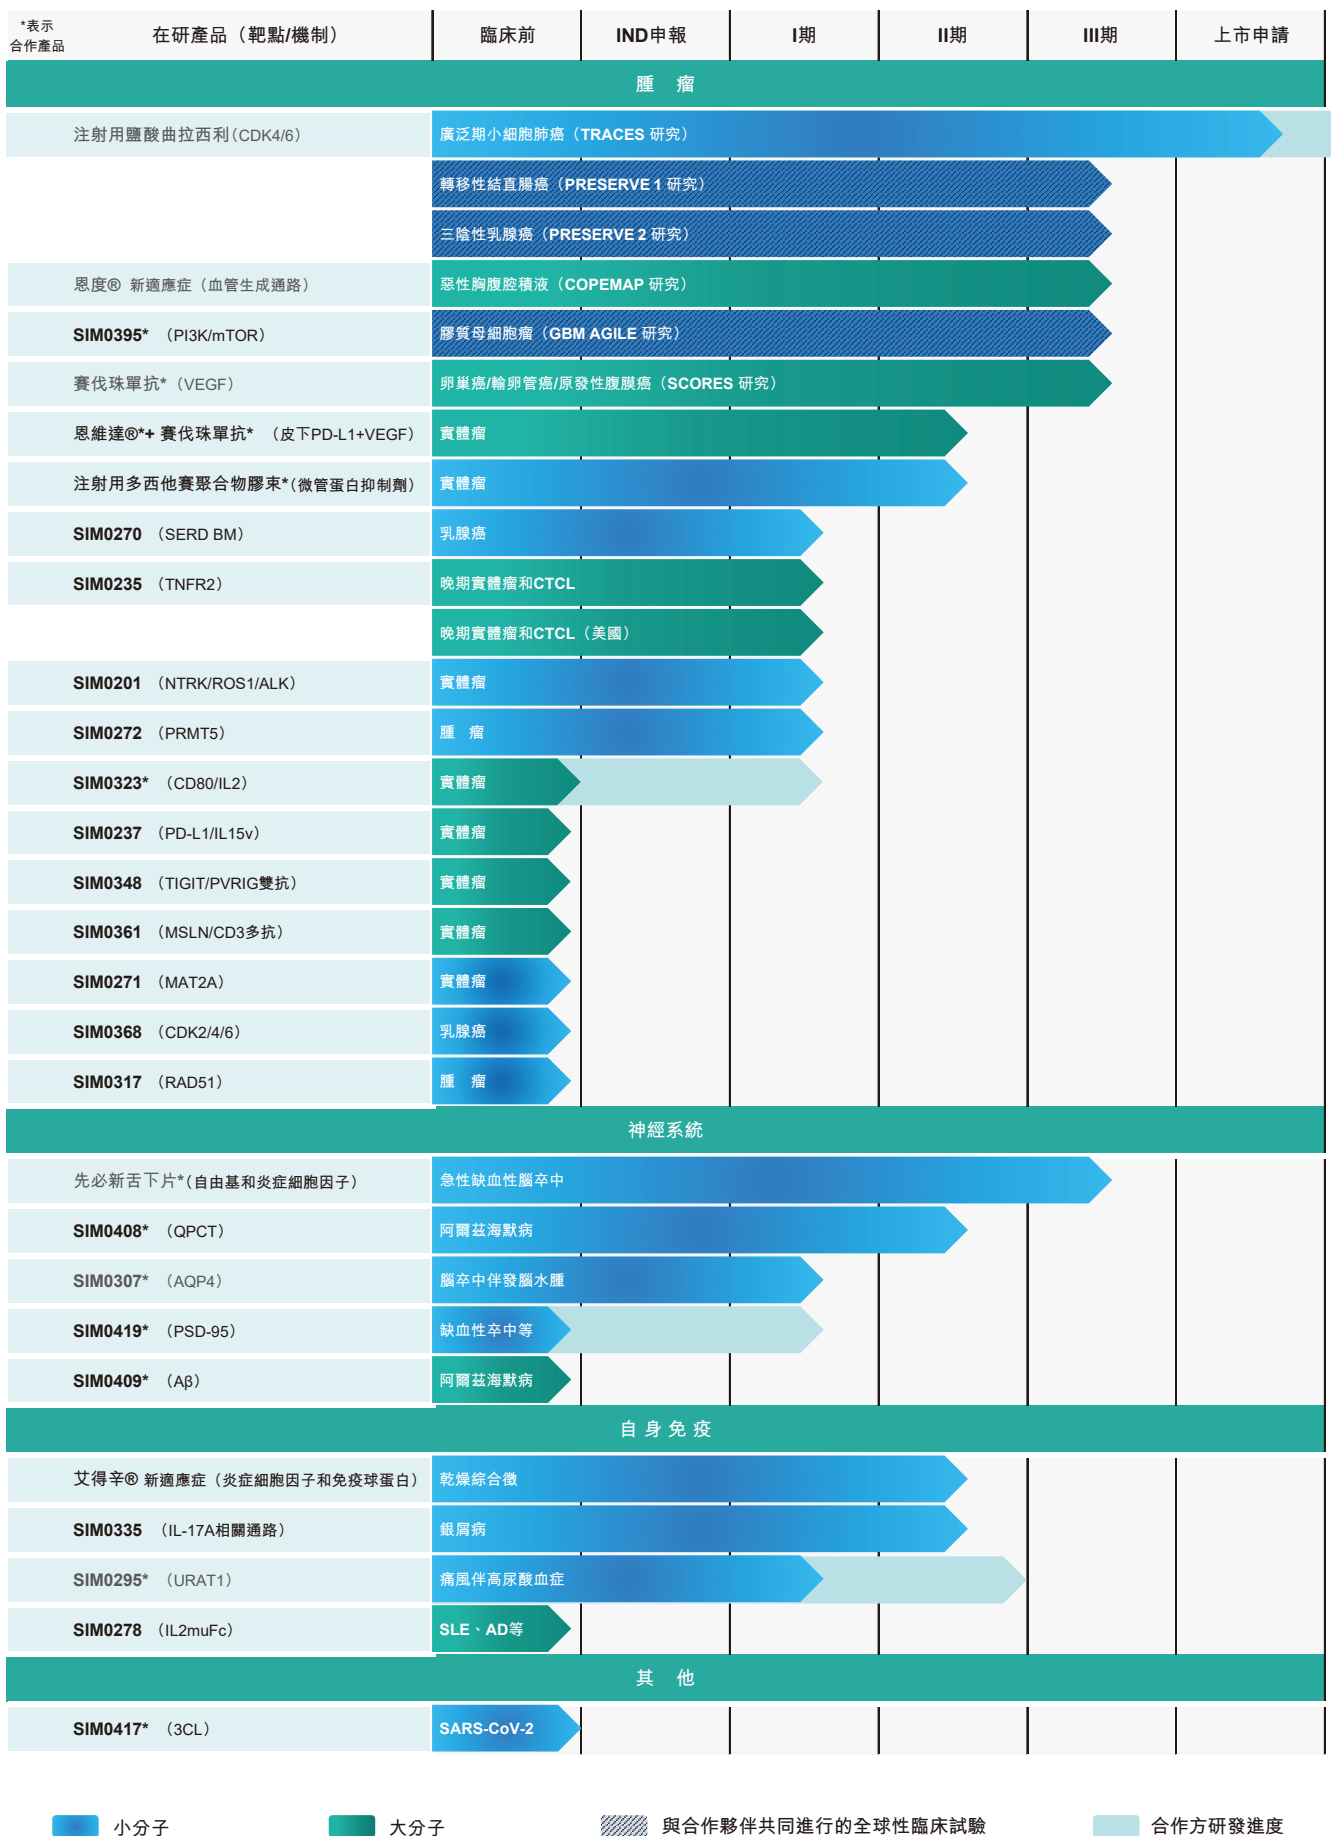 *表示
合作產品
在研產品（靶點/機制） 臨床前 IND申報 I期 II期 III期 上市申請
腫 瘤
注射用鹽酸曲拉西利(CDK4/6) 廣泛期小細胞肺癌（TRACES 研究）
轉移性結直腸癌（PRESERVE 1 研究）
三陰性乳腺癌（PRESERVE 2 研究）
恩度® 新適應症（血管生成通路） 惡性胸腹腔積液（COPEMAP 研究）
SIM0395* （PI3K/mTOR） 膠質母細胞瘤（GBM AGILE 研究）
賽伐珠單抗*（VEGF） 卵巢癌/輸卵管癌/原發性腹膜癌（SCORES 研究）
恩維達®*+ 賽伐珠單抗* （皮下PD-L1+VEGF） 實體瘤
注射用多西他賽聚合物膠束*(微管蛋白抑制劑) 實體瘤
SIM0270 （SERD BM） 乳腺癌
SIM0235 （TNFR2） 晚期實體瘤和CTCL
晚期實體瘤和CTCL（美國）
SIM0201 （NTRK/ROS1/ALK） 實體瘤
SIM0272 （PRMT5） 腫 瘤
SIM0323* （CD80/IL2） 實體瘤
SIM0237 （PD-L1/IL15v） 實體瘤
SIM0348 （TIGIT/PVRIG雙抗） 實體瘤
SIM0361 （MSLN/CD3多抗） 實體瘤
SIM0271 （MAT2A） 實體瘤
SIM0368 （CDK2/4/6） 乳腺癌
SIM0317 （RAD51） 腫 瘤
神經系統
先必新舌下片*(自由基和炎症細胞因子) 急性缺血性腦卒中
SIM0408* （QPCT） 阿爾茲海默病
SIM0307* （AQP4） 腦卒中伴發腦水腫
SIM0419* （PSD-95） 缺血性卒中等
SIM0409* （Aβ） 阿爾茲海默病
自身免疫
艾得辛® 新適應症（炎症細胞因子和免疫球蛋白） 乾燥綜合徵
SIM0335 （IL-17A相關通路） 銀屑病
SIM0295* （URAT1） 痛風伴高尿酸血症
SIM0278 （IL2muFc） SLE、AD等
其 他
SIM0417* （3CL） SARS-CoV-2
小分子 大分子 與合作夥伴共同進行的全球性臨床試驗 合作方研發進度